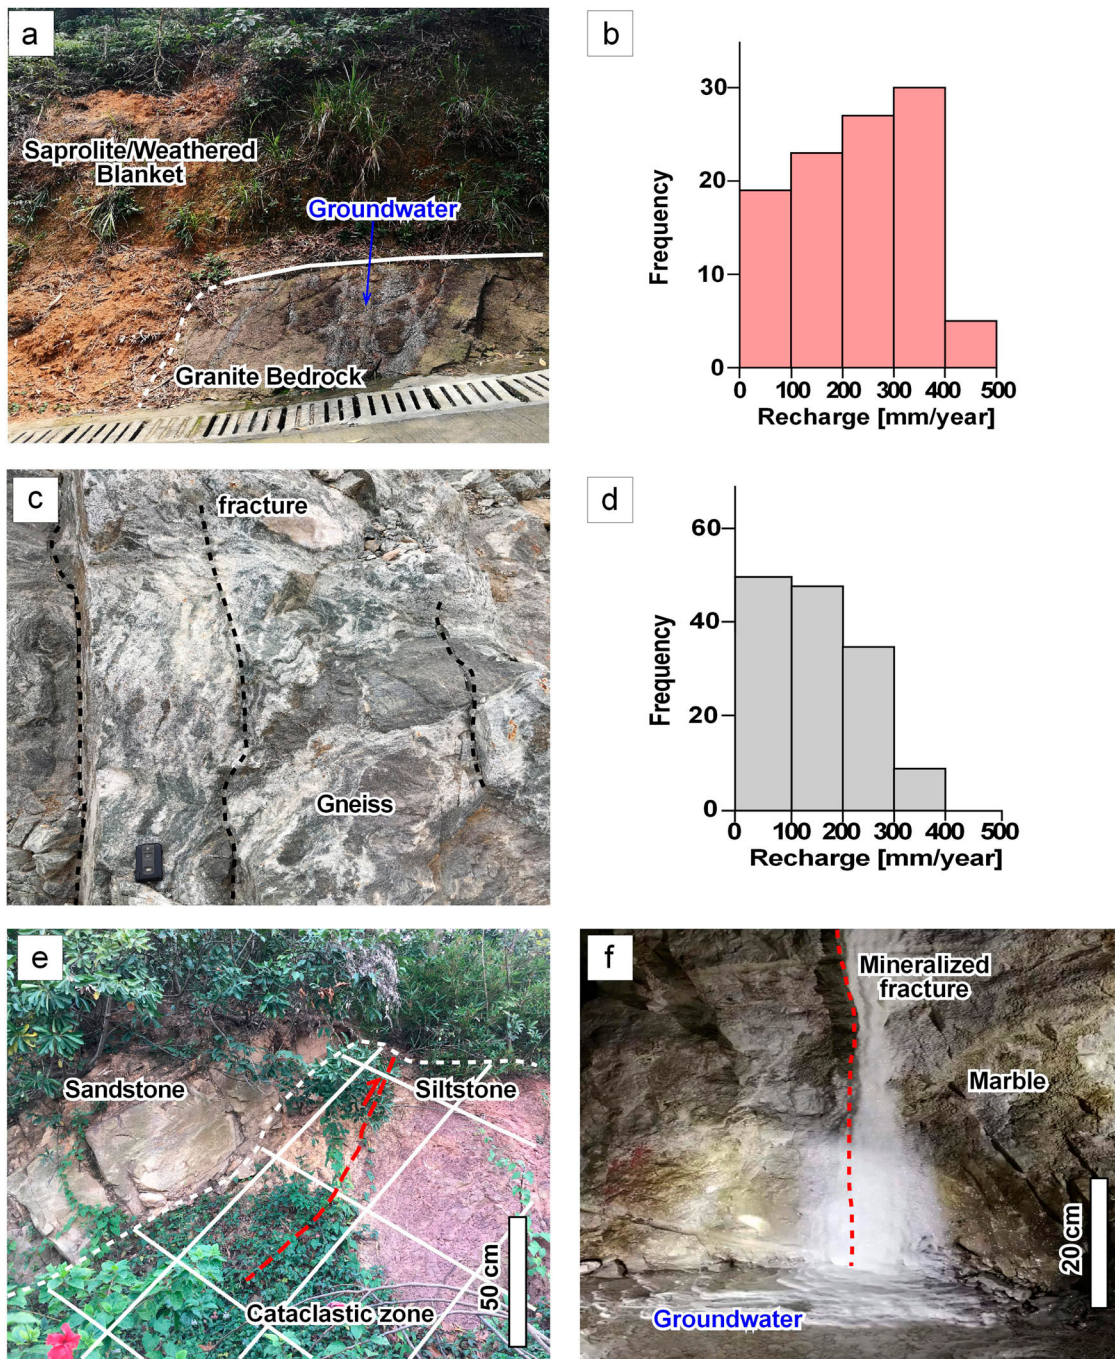 a
Saprolite/Weathered
Blanket
Groundwater
Granite Bedrock
b
Frequency
30
20
10
0
0 100 200 300 400 500
Recharge [mm/year]
c
fracture
Gneiss
d
Frequency
60
40
20
0
0 100 200 300 400 500
Recharge [mm/year]
e
Sandstone
Siltstone
Cataclastic zone
50 cm
f
Mineralized
fracture
Marble
20 cm
Groundwater